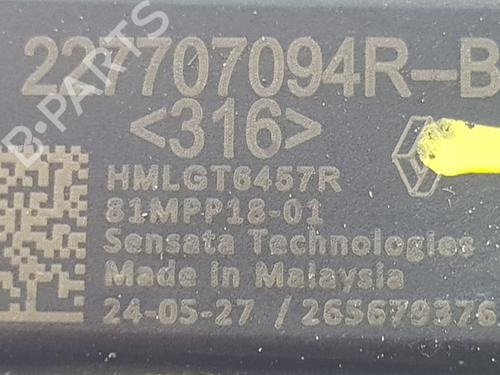 227707094R-B
<316>
HMLGT6457R
81MPP18-01
Sensata Technologies
Made in Malaysia
24-05-27 / 265679376
B-PARTS